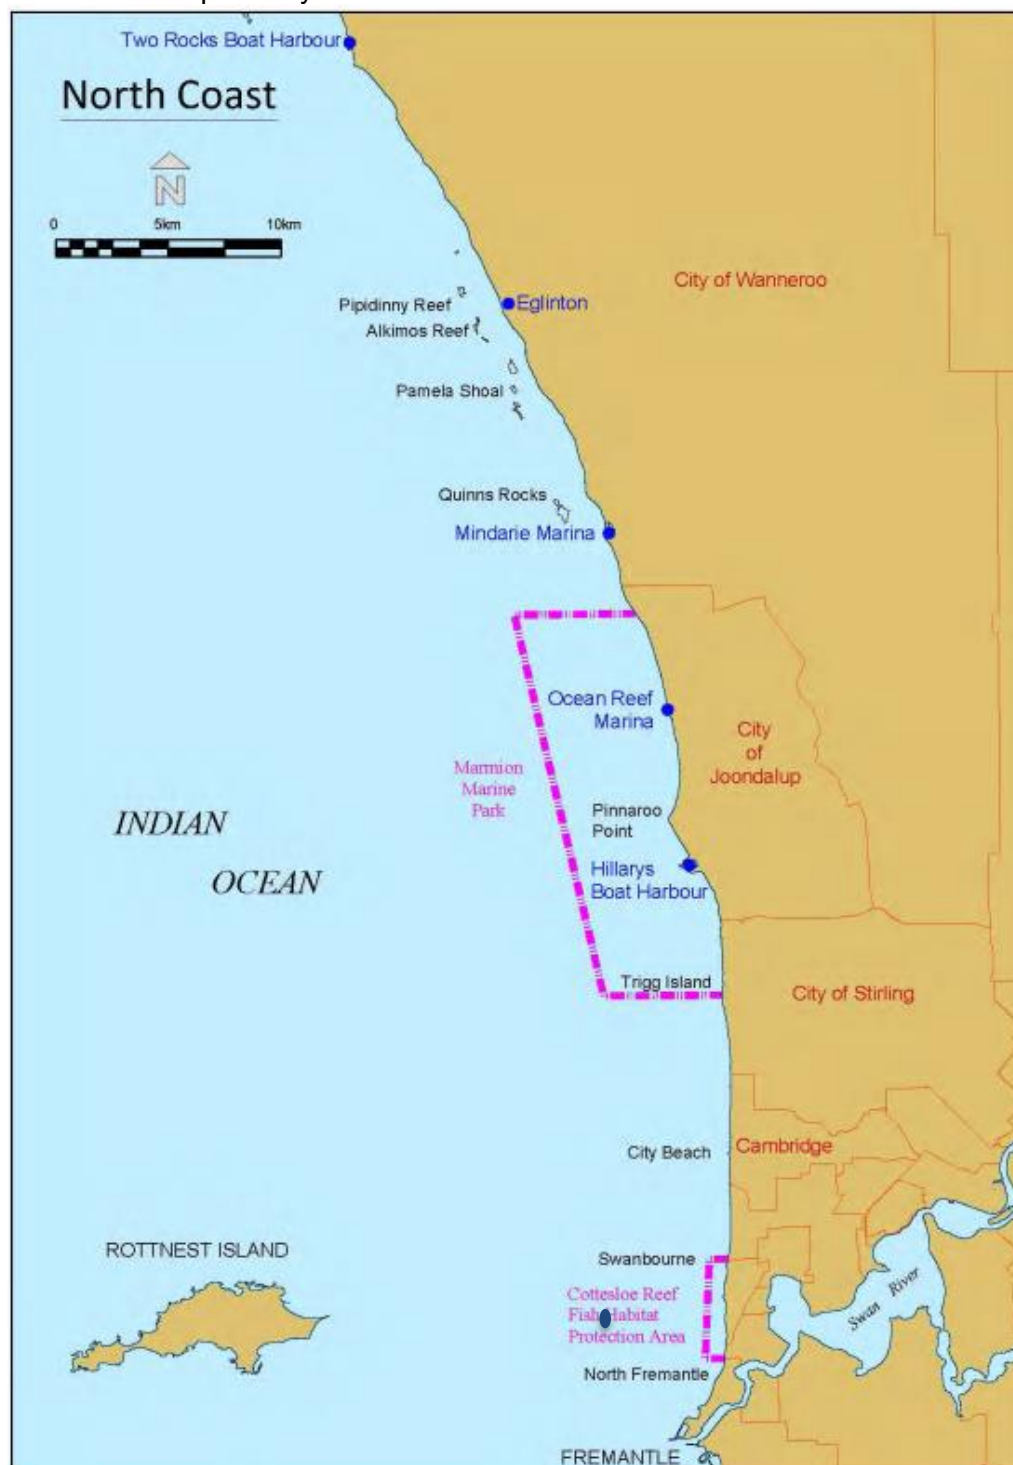 Two Rocks Boat Harbour
North Coast
N
0 5km 10km
City of Wanneroo
Pipidinny Reef
Eglinton
Alkimos Reef
Pamela Shoal
Quinns Rocks
Mindarie Marina
Ocean Reef
Marina
City
of
Joondalup
Marmion
Marine
Park
Pinnaroo
Point
INDIAN
OCEAN
Hillarys
Boat Harbour
Trigg Island
City of Stirling
City Beach
Cambridge
ROTTNEST ISLAND
Swanbourne
Cottesloe Reef
Fish Habitat
Protection Area
Swan River
North Fremantle
FREMANTLE